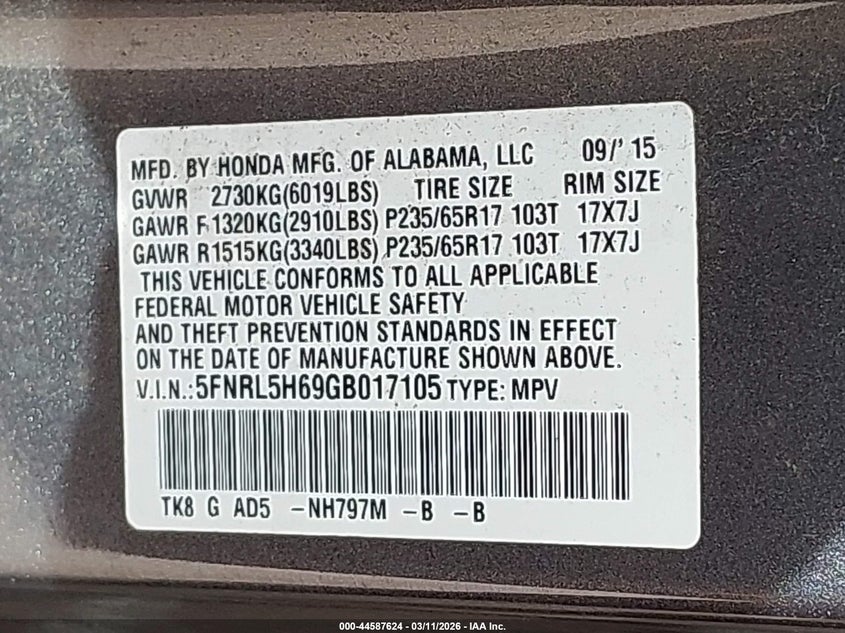 MFD. BY HONDA MFG. OF ALABAMA, LLC 09/' 15
GVWR 2730KG(6019LBS) TIRE SIZE RIM SIZE
GAWR F1320KG(2910LBS) P235/65R17 103T 17X7J
GAWR R1515KG(3340LBS) P235/65R17 103T 17X7J
THIS VEHICLE CONFORMS TO ALL APPLICABLE
FEDERAL MOTOR VEHICLE SAFETY
AND THEFT PREVENTION STANDARDS IN EFFECT
ON THE DATE OF MANUFACTURE SHOWN ABOVE.
V.I.N.:5FNRL5H69GB017105 TYPE: MPV
TK8 G AD5 -NH797M -B -B
000-44587624 - 03/11/2026 - IAA Inc.